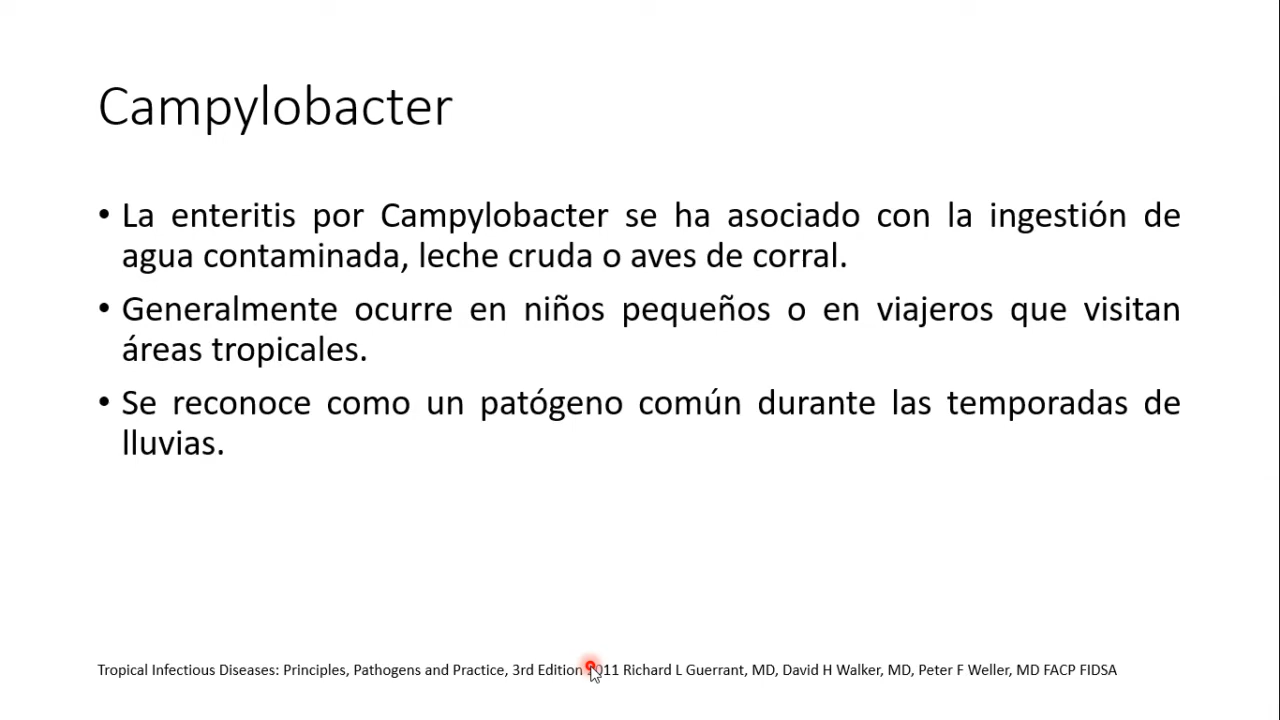 Campylobacter
• La enteritis por Campylobacter se ha asociado con la ingestión de
agua contaminada, leche cruda o aves de corral.
• Generalmente ocurre en niños pequeños o en viajeros que visitan
áreas tropicales.
• Se reconoce como un patógeno común durante las temporadas de
lluvias.
Tropical Infectious Diseases: Principles, Pathogens and Practice, 3rd Edition 2011 Richard L Guerrant, MD, David H Walker, MD, Peter F Weller, MD FACP FIDSA